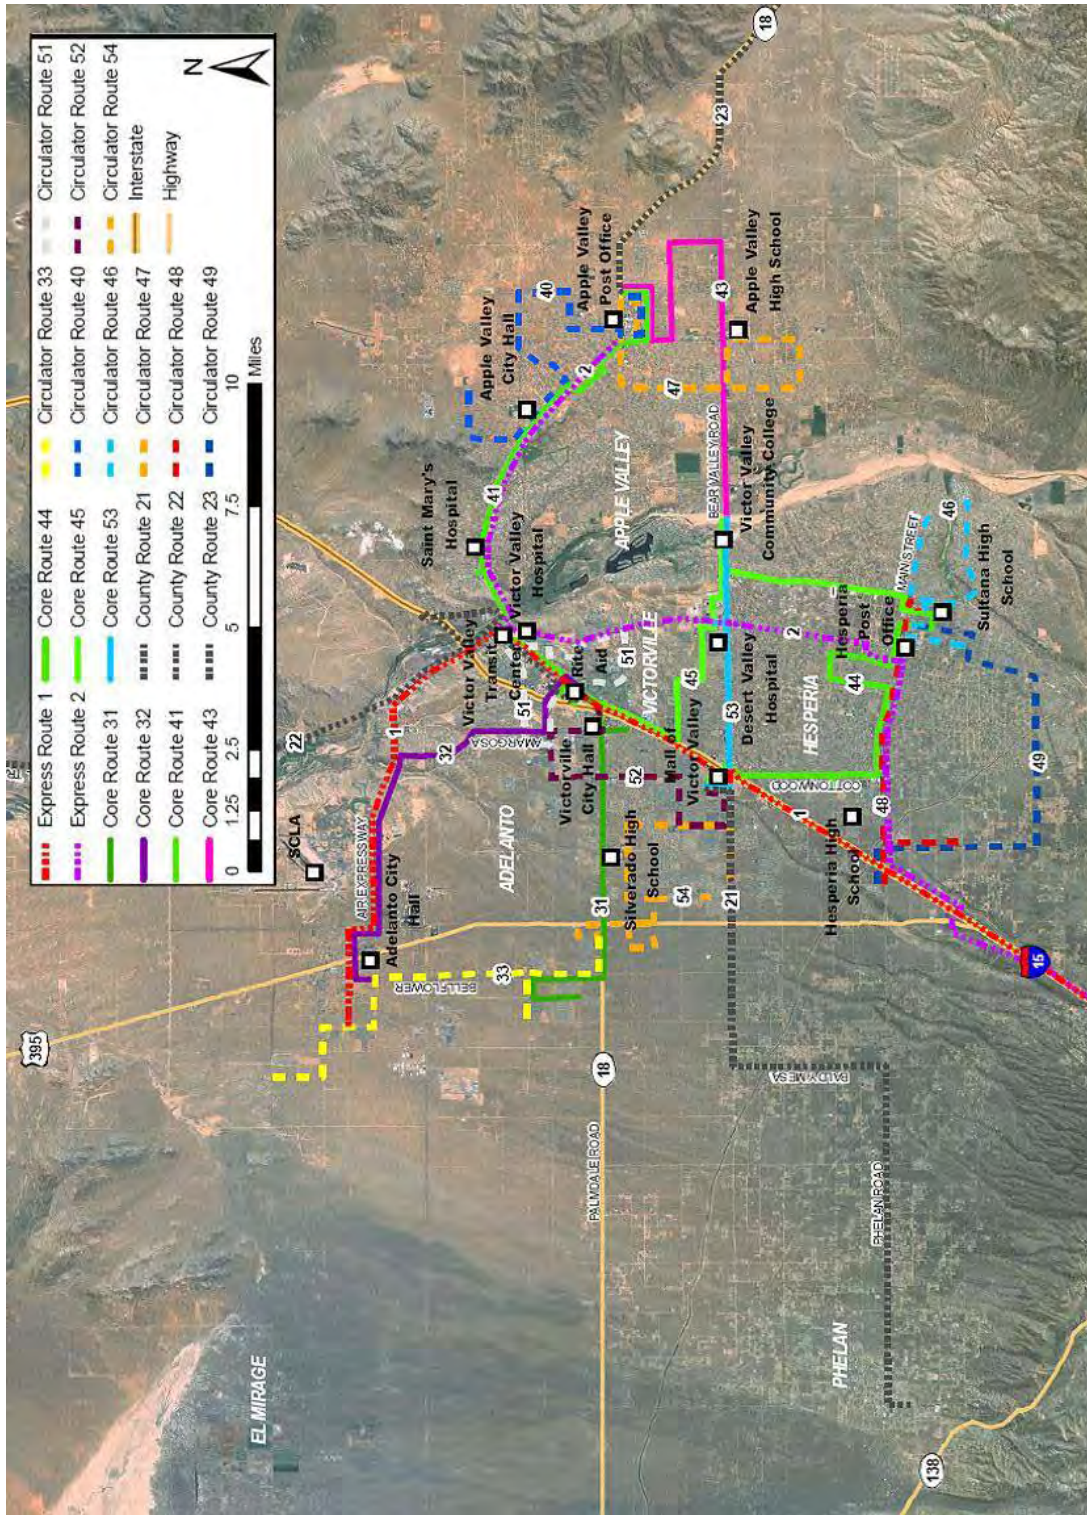 Express Route 1
Express Route 2
Core Route 31
Core Route 32
Core Route 41
Core Route 43
Core Route 44
Core Route 45
Core Route 53
County Route 21
County Route 22
County Route 23
Circulator Route 33
Circulator Route 40
Circulator Route 46
Circulator Route 47
Circulator Route 48
Circulator Route 49
Circulator Route 51
Circulator Route 52
Circulator Route 54
Interstate
Highway
N
0 1.25 2.5 5 7.5 10
Miles
395
SCLA
22
AIR EXPRESSWAY
Adelanto City
Hall
1
32
AMARGOSA
ADELANTO
BELLFLOWER
33
Victor Valley
Transit
Center
Victor Valley
Hospital
Saint Mary's
Hospital
41
Apple Valley
City Hall
40
2
Apple Valley
Post Office
18
23
51
Rite
Aid
51
Victorville
City Hall
52
VICTORVILLE
APPLE VALLEY
47
43
Apple Valley
High School
BEAR VALLEY ROAD
Victor Valley
Community College
Silverado High
School
31
54
21
Mall of
Victor Valley
45
53
Desert Valley
Hospital
2
HESPERIA
COTTONWOOD
44
Hesperia
Post
Office
MAIN STREET
46
Sultana High
School
1
Hesperia High
School
48
49
15
18
PALMDALE ROAD
BALDY MESA
PHELAN ROAD
PHELAN
EL MIRAGE
138